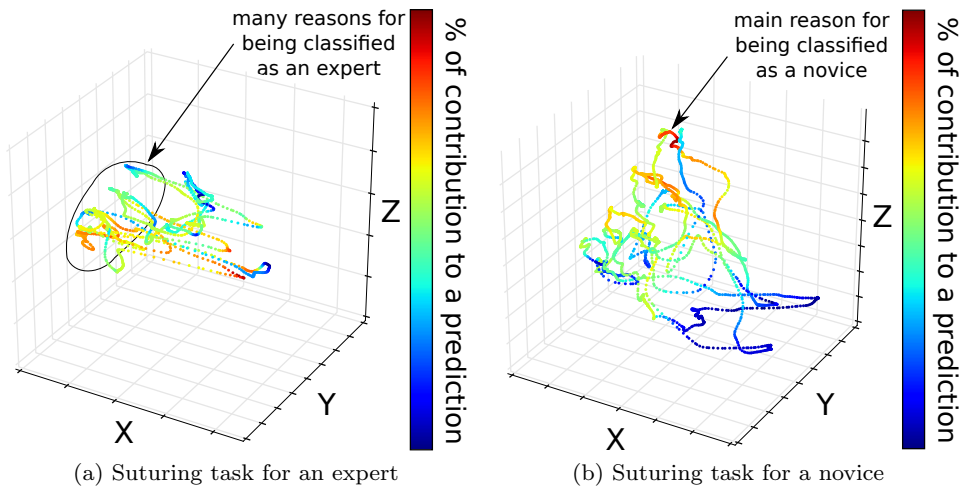 many reasons for
being classified
as an expert
Z
Y
X
% of contribution to a prediction
(a) Suturing task for an expert
main reason for
being classified
as a novice
Z
Y
X
% of contribution to a prediction
(b) Suturing task for a novice